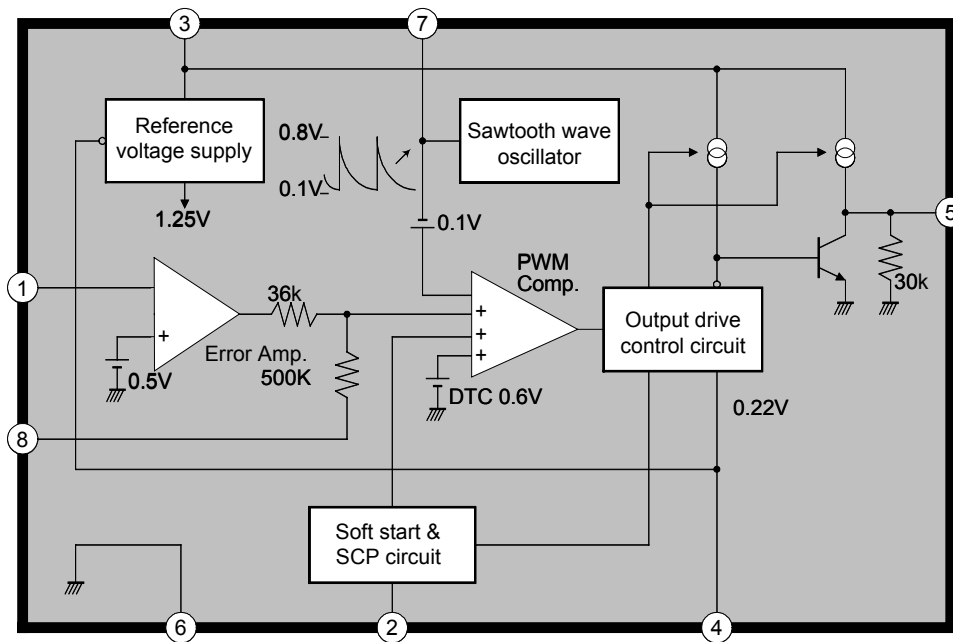 3
7
Reference
voltage supply
0.8V
0.1V
Sawtooth wave
oscillator
1.25V
0.1V
5
1
PWM
Comp.
36k
+
+
+
+
30k
Output drive
control circuit
Error Amp.
500K
0.5V
DTC 0.6V
0.22V
8
Soft start &
SCP circuit
6
2
4